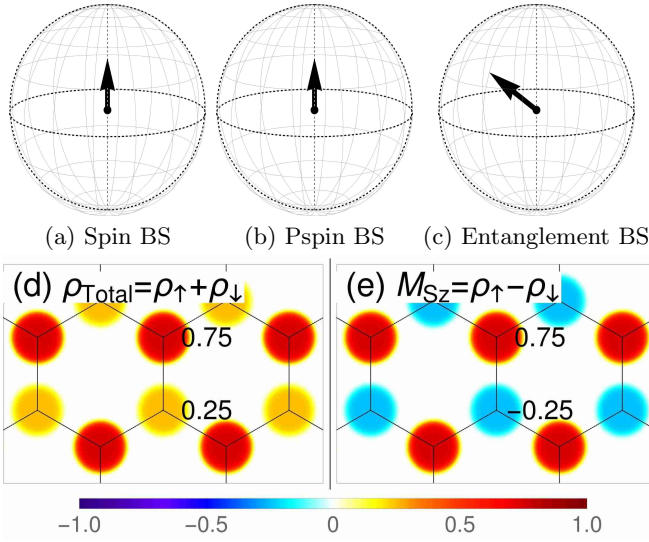 (a) Spin BS (b) Pspin BS (c) Entanglement BS
(d) ρTotal=ρ↑+ρ↓ (e) MSz=ρ↑−ρ↓
0.75 0.75
0.25 −0.25
−1.0 −0.5 0 0.5 1.0